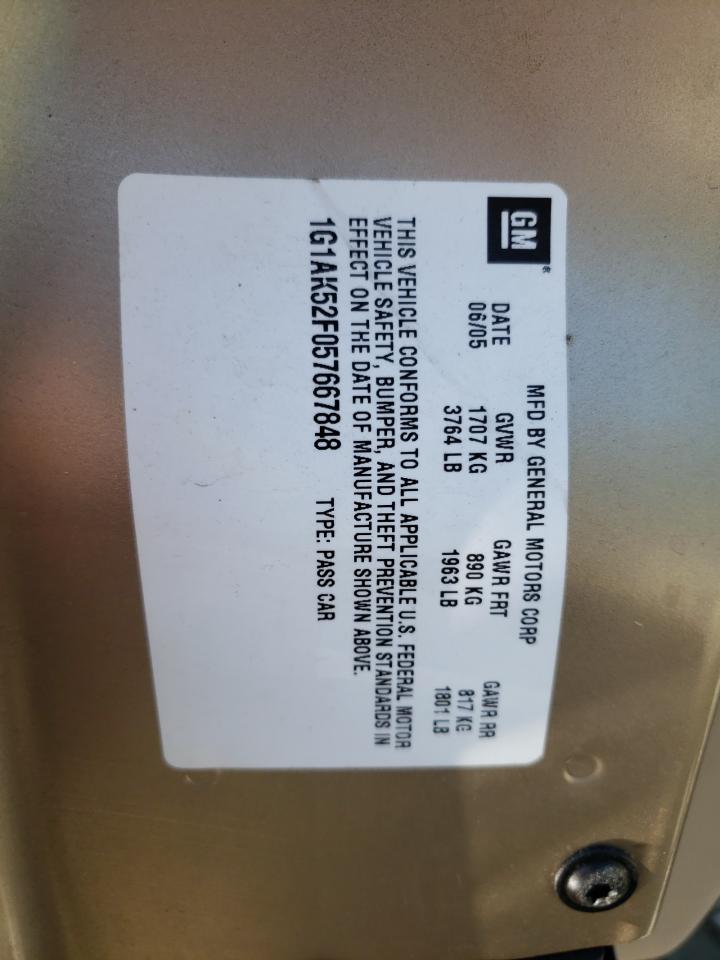 GM®
MFD BY GENERAL MOTORS CORP
DATE GVWR GAWR FRT GAWR RR
06/05 1707 KG 890 KG 817 KG
3764 LB 1963 LB 1801 LB
THIS VEHICLE CONFORMS TO ALL APPLICABLE U.S. FEDERAL MOTOR
VEHICLE SAFETY, BUMPER, AND THEFT PREVENTION STANDARDS IN
EFFECT ON THE DATE OF MANUFACTURE SHOWN ABOVE.
1G1AK52F057667848 TYPE: PASS CAR